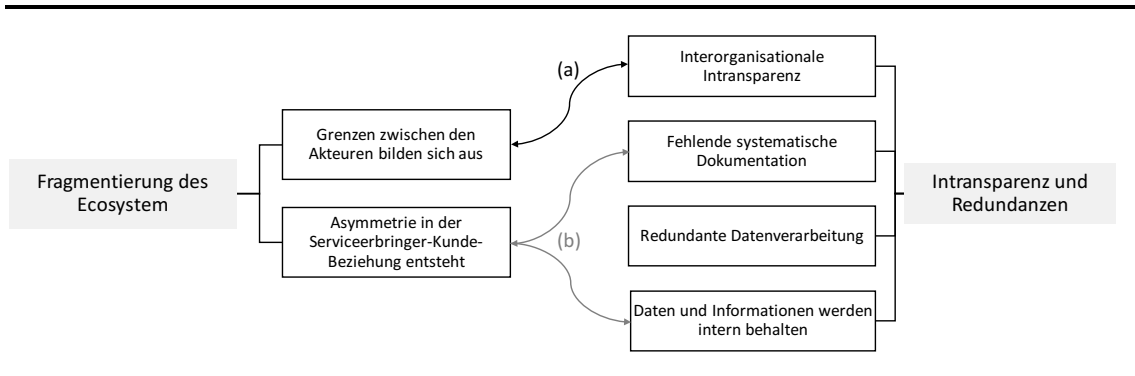 Fragmentierung des
Ecosystem
Grenzen zwischen den
Akteuren bilden sich aus
Asymmetrie in der
Serviceerbringer-Kunde-
Beziehung entsteht
(a)
(b)
Interorganisationale
Intransparenz
Fehlende systematische
Dokumentation
Redundante Datenverarbeitung
Daten und Informationen werden
intern behalten
Intransparenz und
Redundanzen